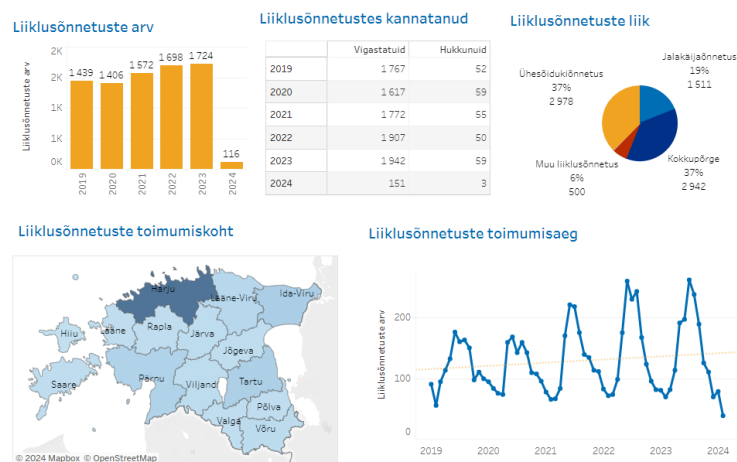 Liiklusõnnetuste arv
Liiklusõnnetuste arv
2K
2K
1K
1K
0K
1 439
1 406
1 572
1 698
1 724
116
2019
2020
2021
2022
2023
2024
Liiklusõnnetustes kannatanud
Vigastatuid Hukkunuid
2019 1 767 52
2020 1 617 59
2021 1 772 55
2022 1 907 50
2023 1 942 59
2024 151 3
Liiklusõnnetuste liik
Jalakäijaõnnetus
19%
1 511
Ühesõidukiõnnetus
37%
2 978
Muu liiklusõnnetus
6%
500
Kokkupõrge
37%
2 942
Liiklusõnnetuste toimumiskoht
Harju
Lääne-Viru
Ida-Viru
Hiiu
Lääne
Rapla
Järva
Jõgeva
Saare
Pärnu
Viljandi
Tartu
Põlva
Valga
Võru
© 2024 Mapbox © OpenStreetMap
Liiklusõnnetuste toimumisaeg
Liiklusõnnetuste arv
200
100
0
2019
2020
2021
2022
2023
2024